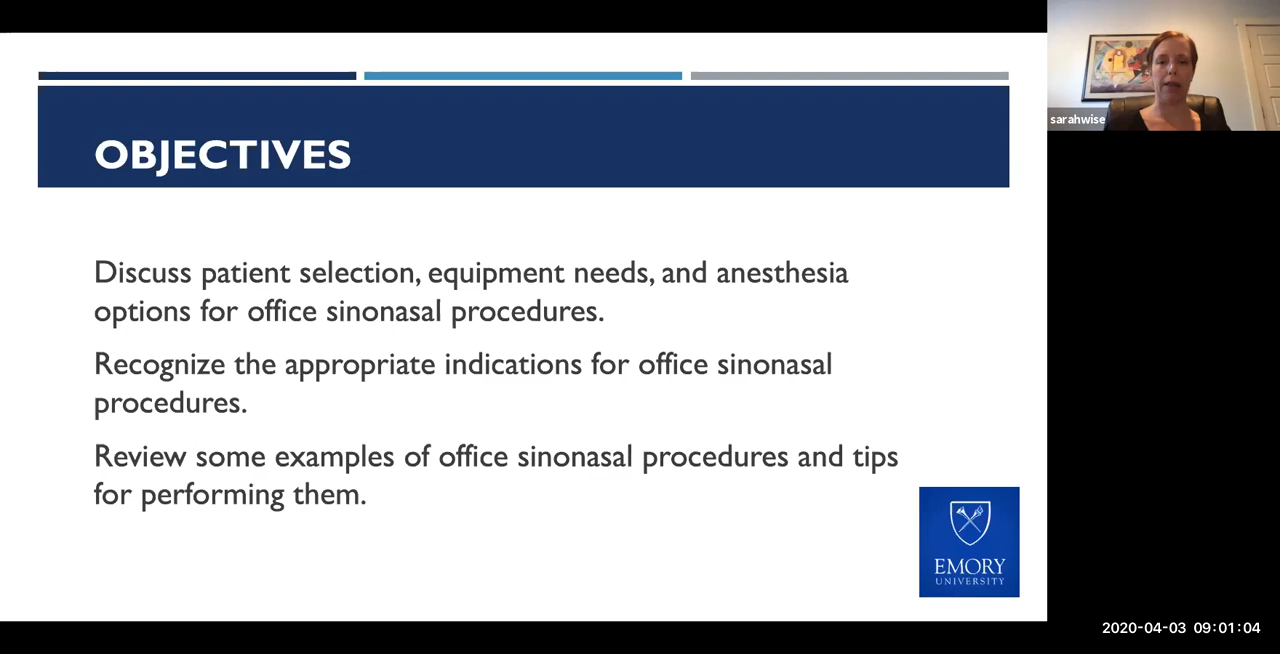 OBJECTIVES
Discuss patient selection, equipment needs, and anesthesia
options for office sinonasal procedures.
Recognize the appropriate indications for office sinonasal
procedures.
Review some examples of office sinonasal procedures and tips
for performing them.
EMORY
UNIVERSITY
sarahwise
2020-04-03 09:01:04